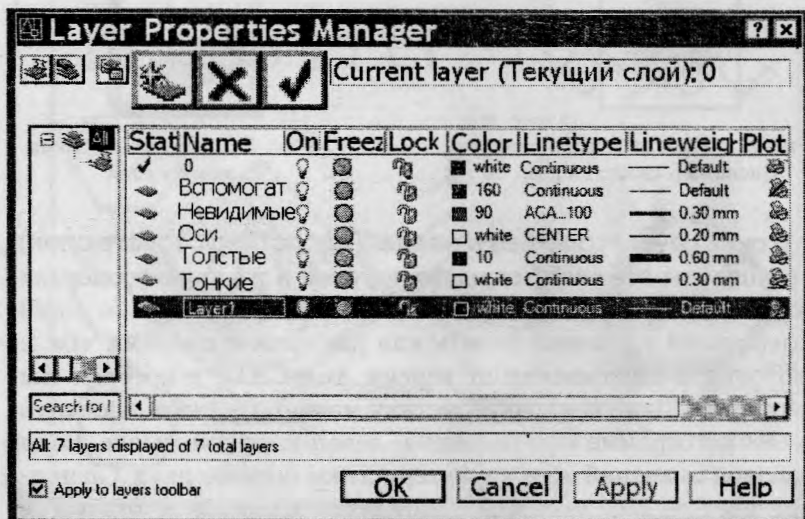 Layer Properties Manager
Current layer (Текущий слой): 0
All
Stat Name On Freez Lock Color Linetype Lineweigh Plot
0 white Continuous Default
Вспомогат 160 Continuous Default
Невидимые 90 ACA_100 0.30 mm
Оси white CENTER 0.20 mm
Толстые 10 Continuous 0.60 mm
Тонкие white Continuous 0.30 mm
Layer1 white Continuous Default
Search for l
All: 7 layers displayed of 7 total layers
Apply to layers toolbar
OK Cancel Apply Help